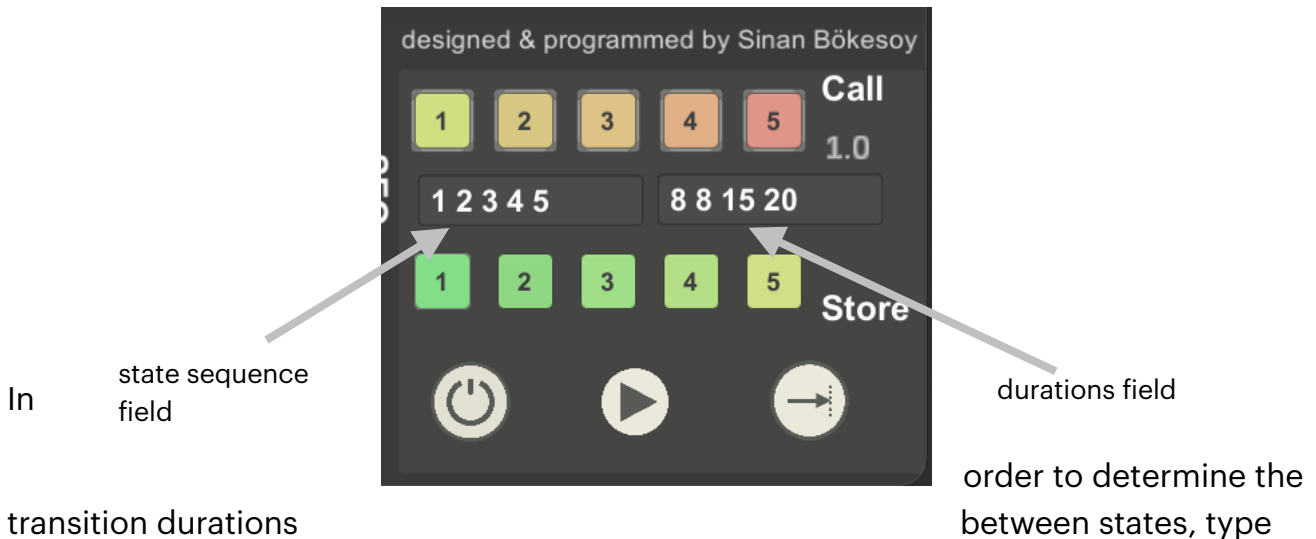 designed & programmed by Sinan Bökesoy
Call
1 2 3 4 5
1.0
1 2 3 4 5
8 8 15 20
1 2 3 4 5
Store
state sequence
field
durations field
In
order to determine the
transition durations
between states, type